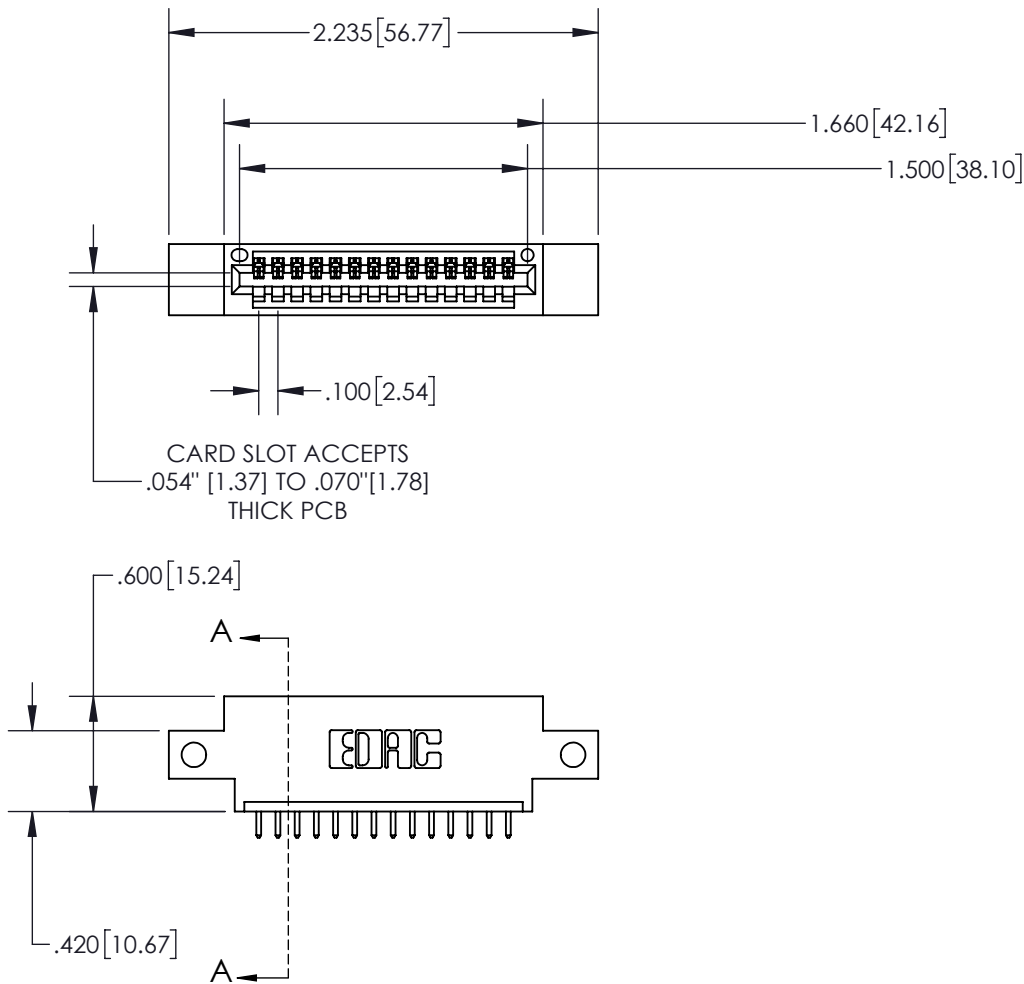 2.235[56.77]
1.660[42.16]
1.500[38.10]
.100[2.54]
CARD SLOT ACCEPTS
.054" [1.37] TO .070"[1.78]
THICK PCB
.600[15.24]
A
EDAC
.420[10.67]
A